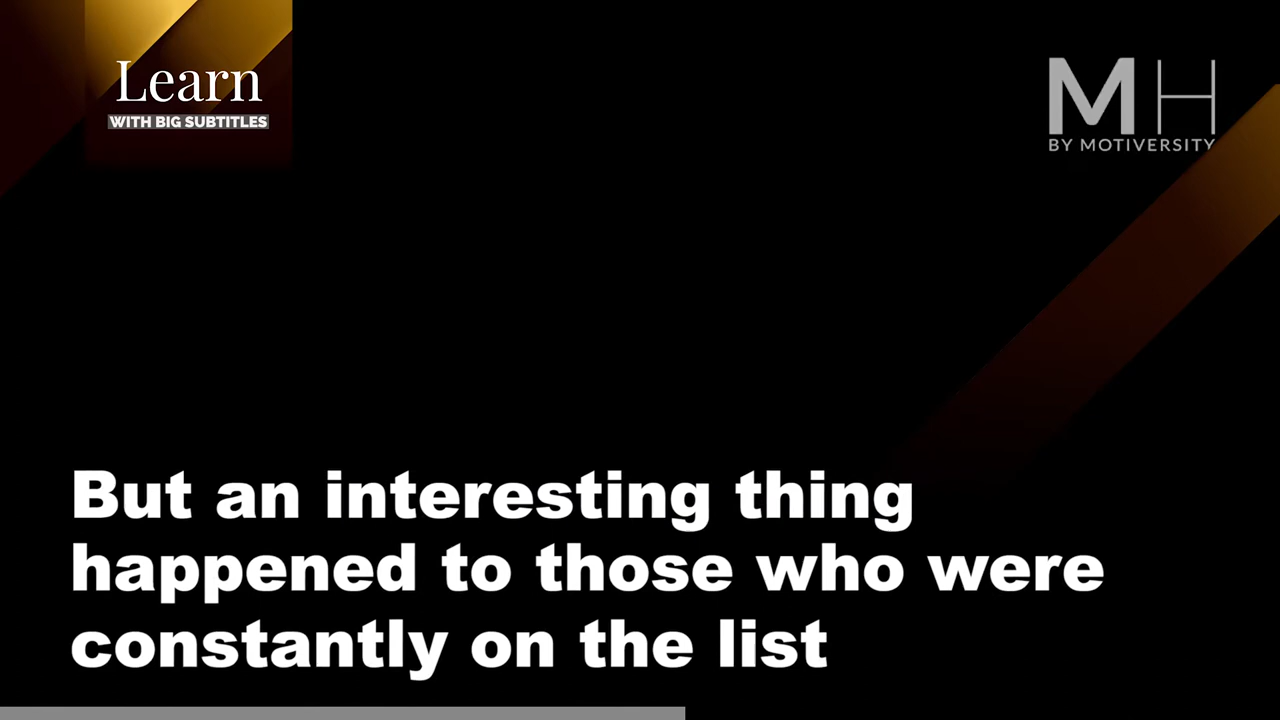 Learn
WITH BIG SUBTITLES
MH
BY MOTIVERSITY
But an interesting thing
happened to those who were
constantly on the list